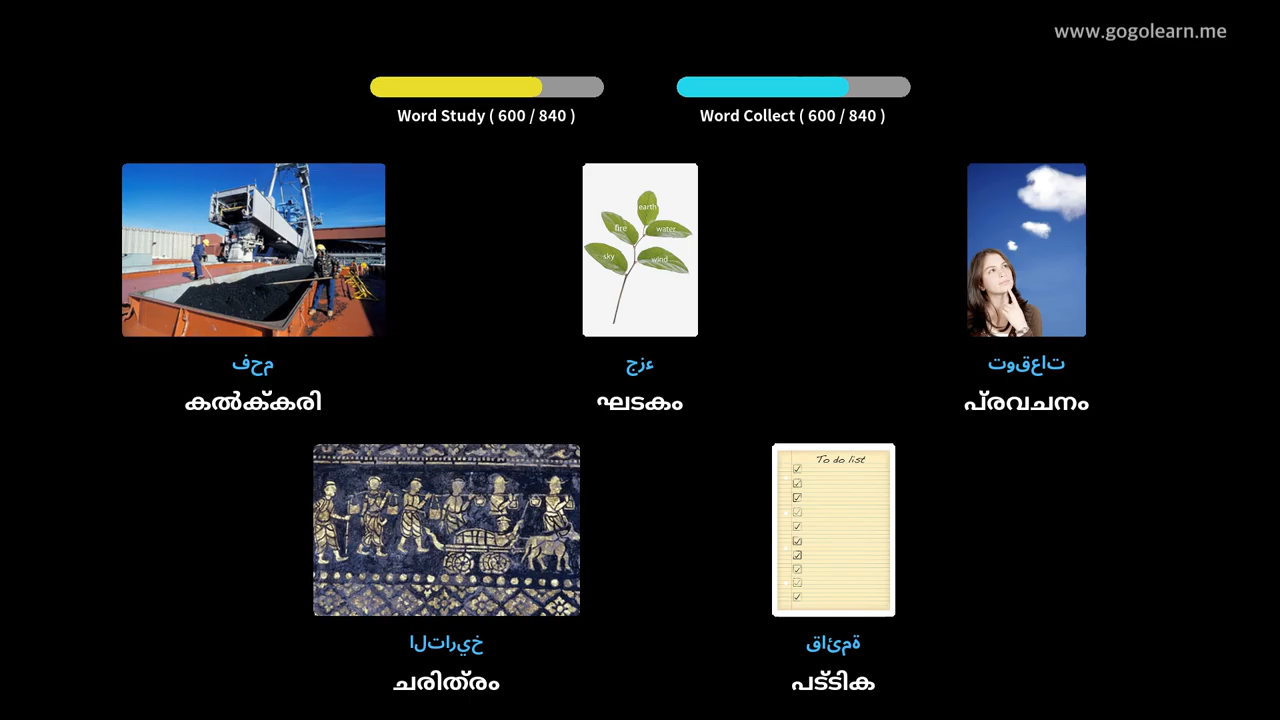 www.gogolearn.me
Word Study ( 600 / 840 )
Word Collect ( 600 / 840 )
earth
fire
water
sky
wind
فحم
جزء
توقعات
കൽക്കരി
ഘടകം
പ്രവചനം
To do list
التاريخ
قائمة
ചരിത്രം
പട്ടിക